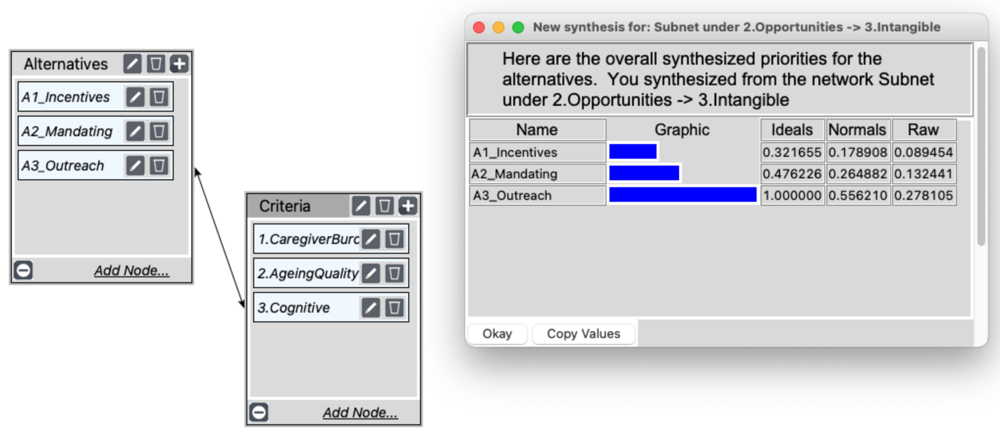 Alternatives
A1_Incentives
A2_Mandating
A3_Outreach
Add Node...
Criteria
1.CaregiverBurc
2.AgeingQuality
3.Cognitive
Add Node...
New synthesis for: Subnet under 2.Opportunities -> 3.Intangible
Here are the overall synthesized priorities for the
alternatives. You synthesized from the network Subnet
under 2.Opportunities -> 3.Intangible
Name Graphic Ideals Normals Raw
A1_Incentives 0.321655 0.178908 0.089454
A2_Mandating 0.476226 0.264882 0.132441
A3_Outreach 1.000000 0.556210 0.278105
Okay Copy Values